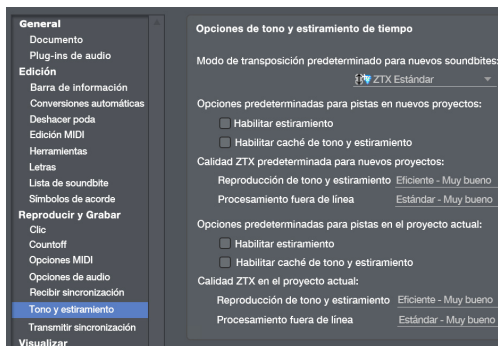 General
Documento
Plug-ins de audio
Edición
Barra de información
Conversiones automáticas
Deshacer poda
Edición MIDI
Herramientas
Letras
Lista de soundbite
Símbolos de acorde
Reproducir y Grabar
Clic
Countoff
Opciones MIDI
Opciones de audio
Recibir sincronización
Tono y estiramiento
Transmitir sincronización
Visualizar
Opciones de tono y estiramiento de tiempo
Modo de transposición predeterminado para nuevos soundbites:
ZTX Estándar
Opciones predeterminadas para pistas en nuevos proyectos:
Habilitar estiramiento
Habilitar caché de tono y estiramiento
Calidad ZTX predeterminada para nuevos proyectos:
Reproducción de tono y estiramiento Eficiente - Muy bueno
Procesamiento fuera de línea Estándar - Muy bueno
Opciones predeterminadas para pistas en el proyecto actual:
Habilitar estiramiento
Habilitar caché de tono y estiramiento
Calidad ZTX en el proyecto actual:
Reproducción de tono y estiramiento Eficiente - Muy bueno
Procesamiento fuera de línea Estándar - Muy bueno